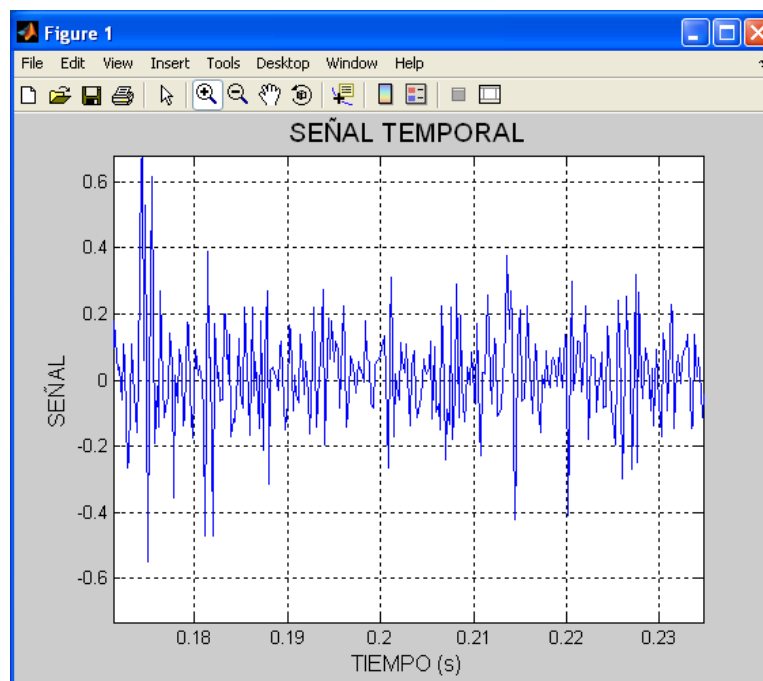 Figure 1
File Edit View Insert Tools Desktop Window Help
SEÑAL TEMPORAL
0.6
0.4
0.2
0
-0.2
-0.4
-0.6
SEÑAL
0.18 0.19 0.2 0.21 0.22 0.23
TIEMPO (s)